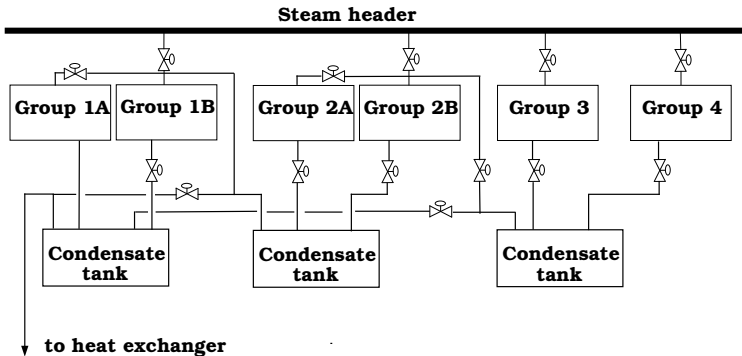 Steam header
Group 1A
Group 1B
Group 2A
Group 2B
Group 3
Group 4
Condensate
tank
Condensate
tank
Condensate
tank
to heat exchanger